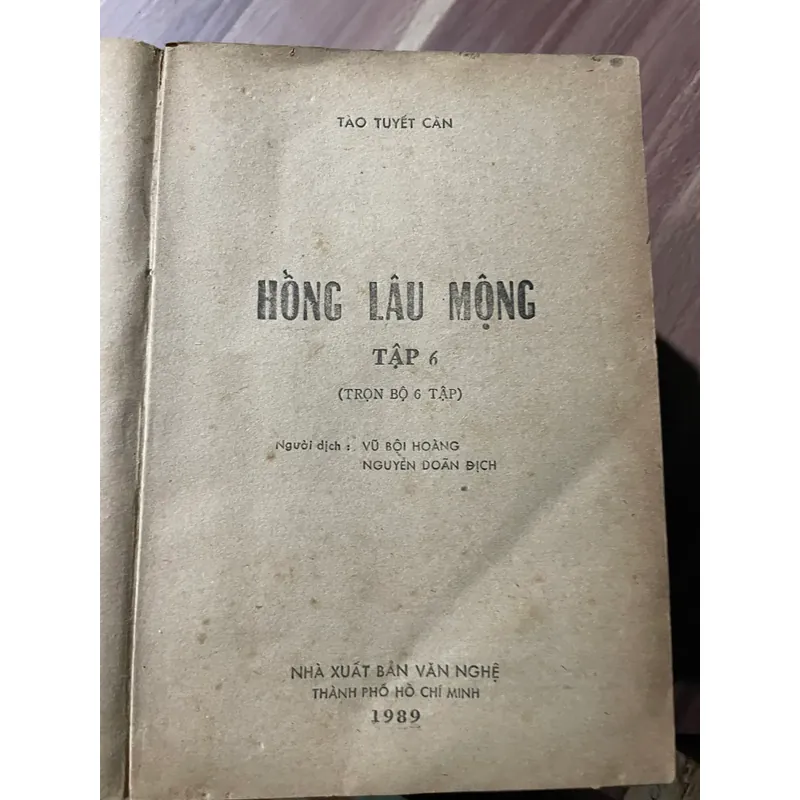 TÀO TUYẾT CẦN
HỒNG LÂU MỘNG
TẬP 6
(TRỌN BỘ 6 TẬP)
Người dịch : VŨ BỘI HOÀNG
NGUYỄN DOÃN ĐỊCH
NHÀ XUẤT BẢN VĂN NGHỆ
THÀNH PHỐ HỒ CHÍ MINH
1989